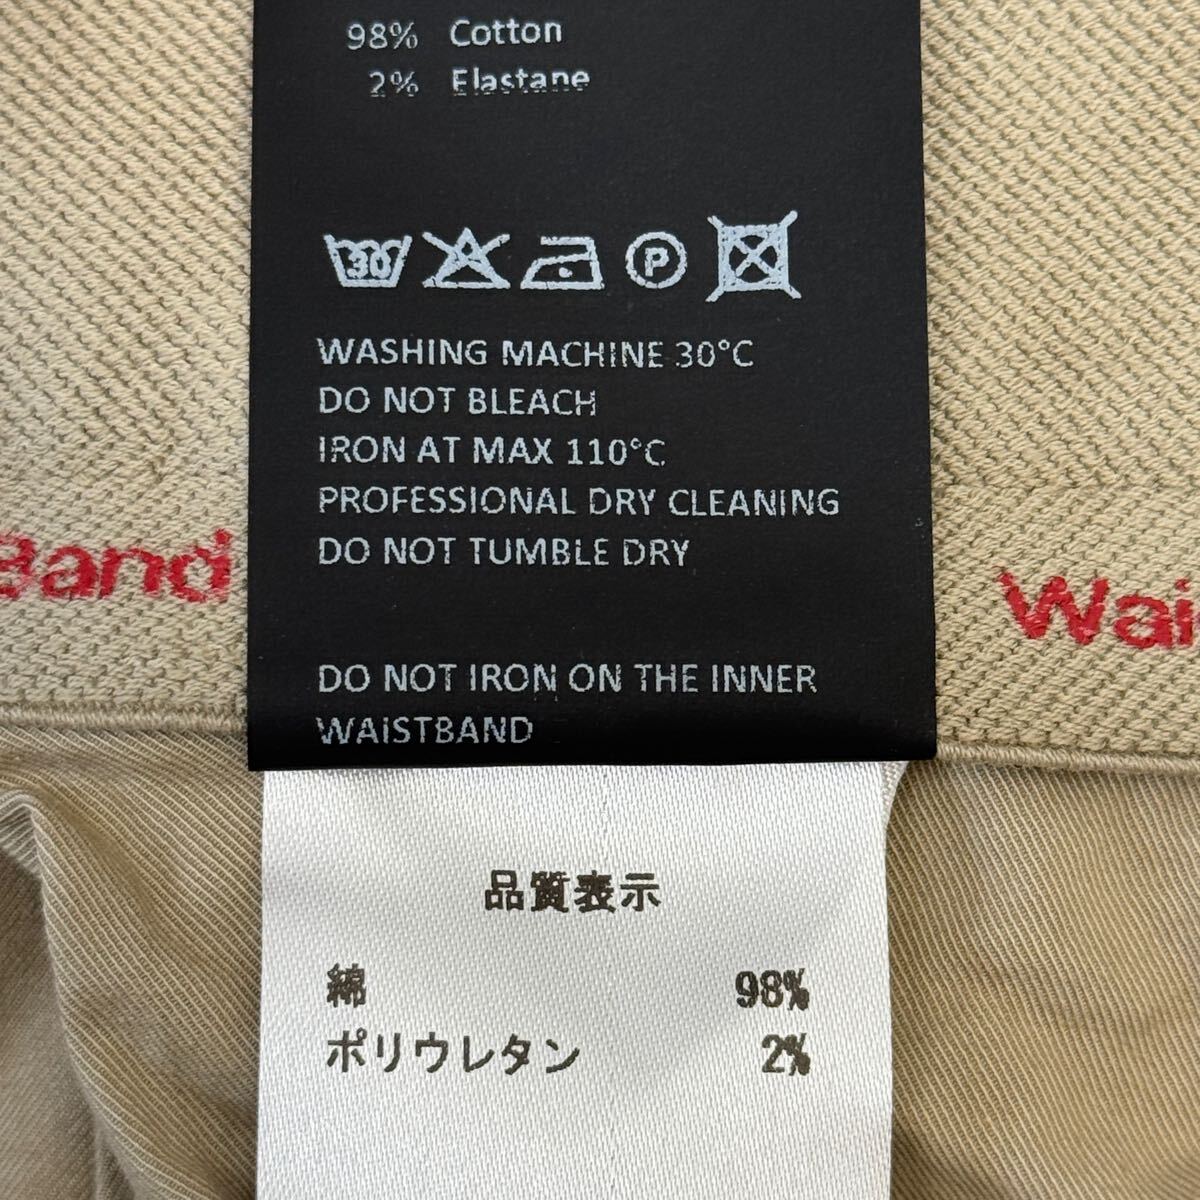 98% Cotton
2% Elastane
30
P
WASHING MACHINE 30°C
DO NOT BLEACH
IRON AT MAX 110°C
PROFESSIONAL DRY CLEANING
DO NOT TUMBLE DRY
Band
Wai
DO NOT IRON ON THE INNER
WAiSTBAND
品質表示
綿 98%
ポリウレタン 2%